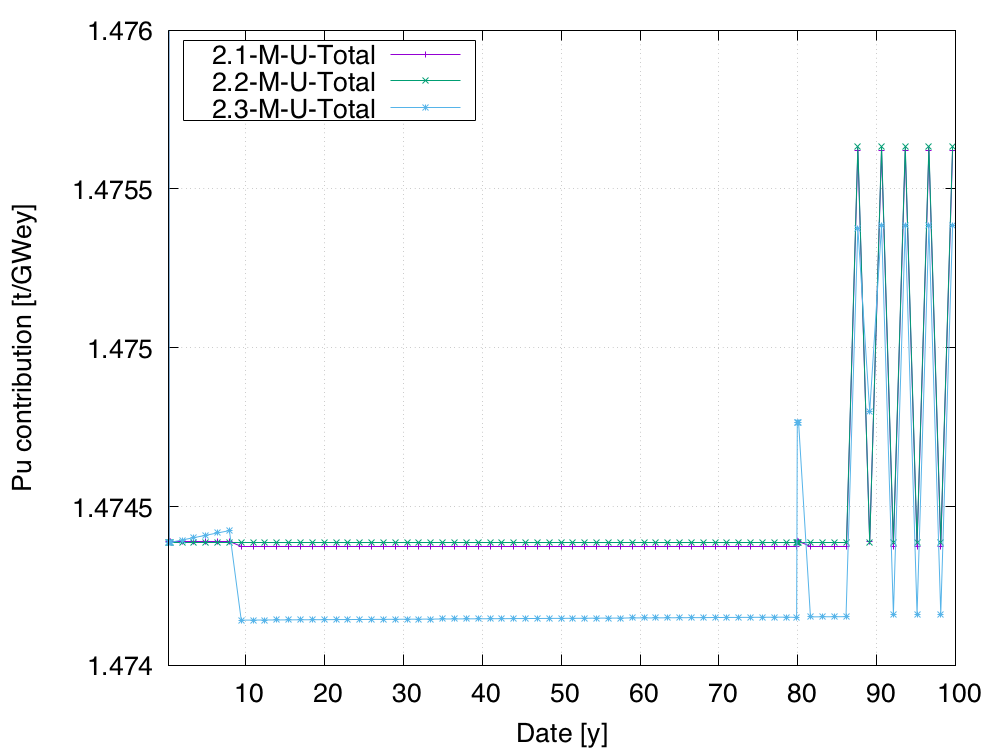 1.476
1.4755
1.475
1.4745
1.474
Pu contribution [t/GWey]
2.1-M-U-Total
2.2-M-U-Total
2.3-M-U-Total
10 20 30 40 50 60 70 80 90 100
Date [y]